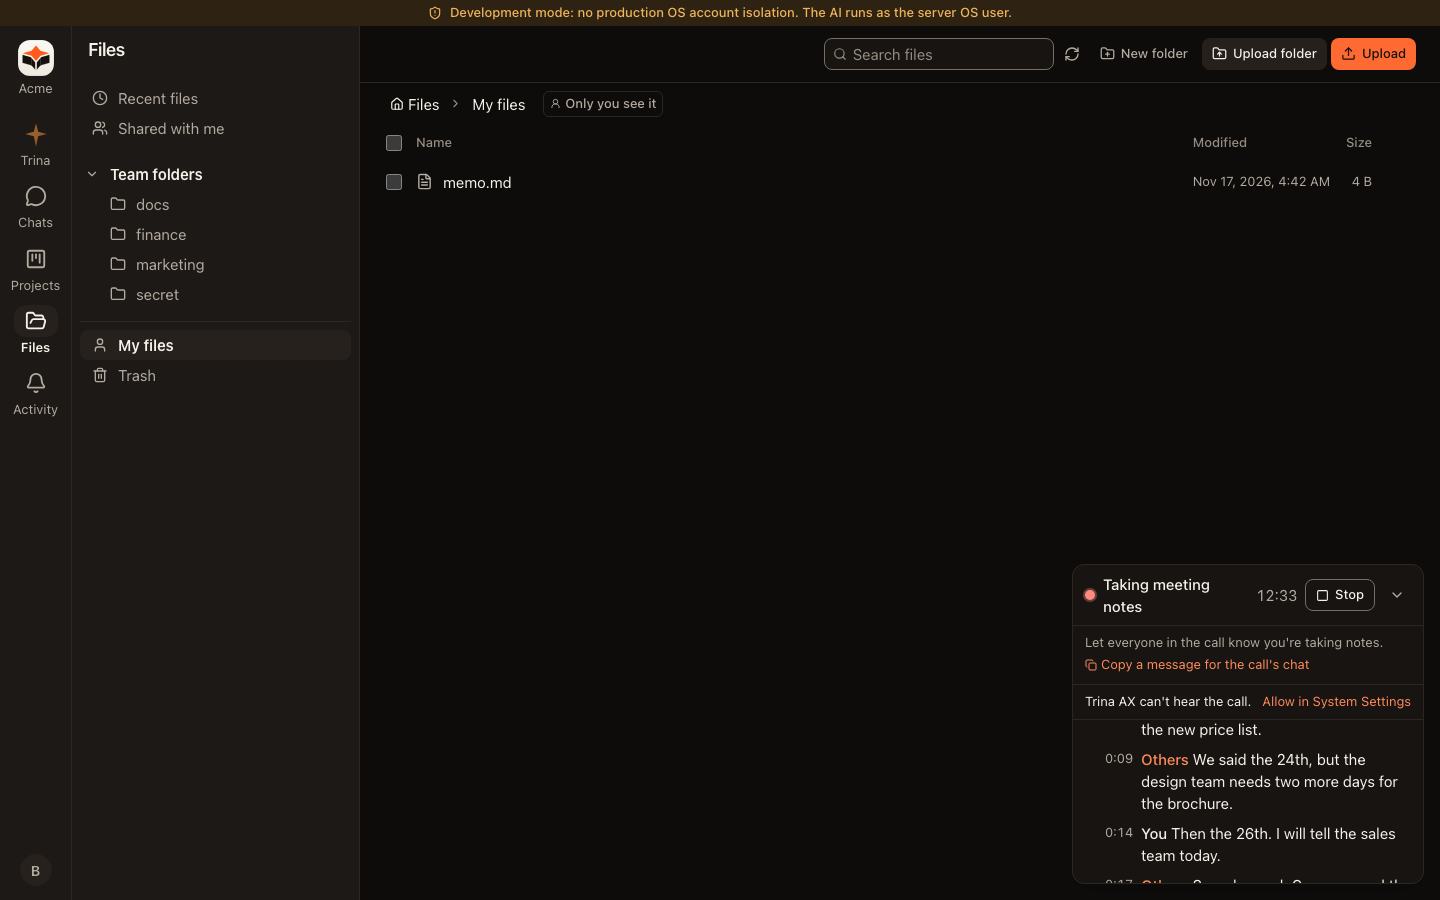 Development mode: no production OS account isolation. The AI runs as the server OS user.
Acme
Trina
Chats
Projects
Files
Activity
B
Files
Recent files
Shared with me
Team folders
docs
finance
marketing
secret
My files
Trash
Search files
New folder
Upload folder
Upload
Files
My files
Only you see it
Name Modified Size
memo.md Nov 17, 2026, 4:42 AM 4 B
Taking meeting
notes
12:33
Stop
Let everyone in the call know you're taking notes.
Copy a message for the call's chat
Trina AX can't hear the call. Allow in System Settings
the new price list.
0:09 Others We said the 24th, but the
design team needs two more days for
the brochure.
0:14 You Then the 26th. I will tell the sales
team today.